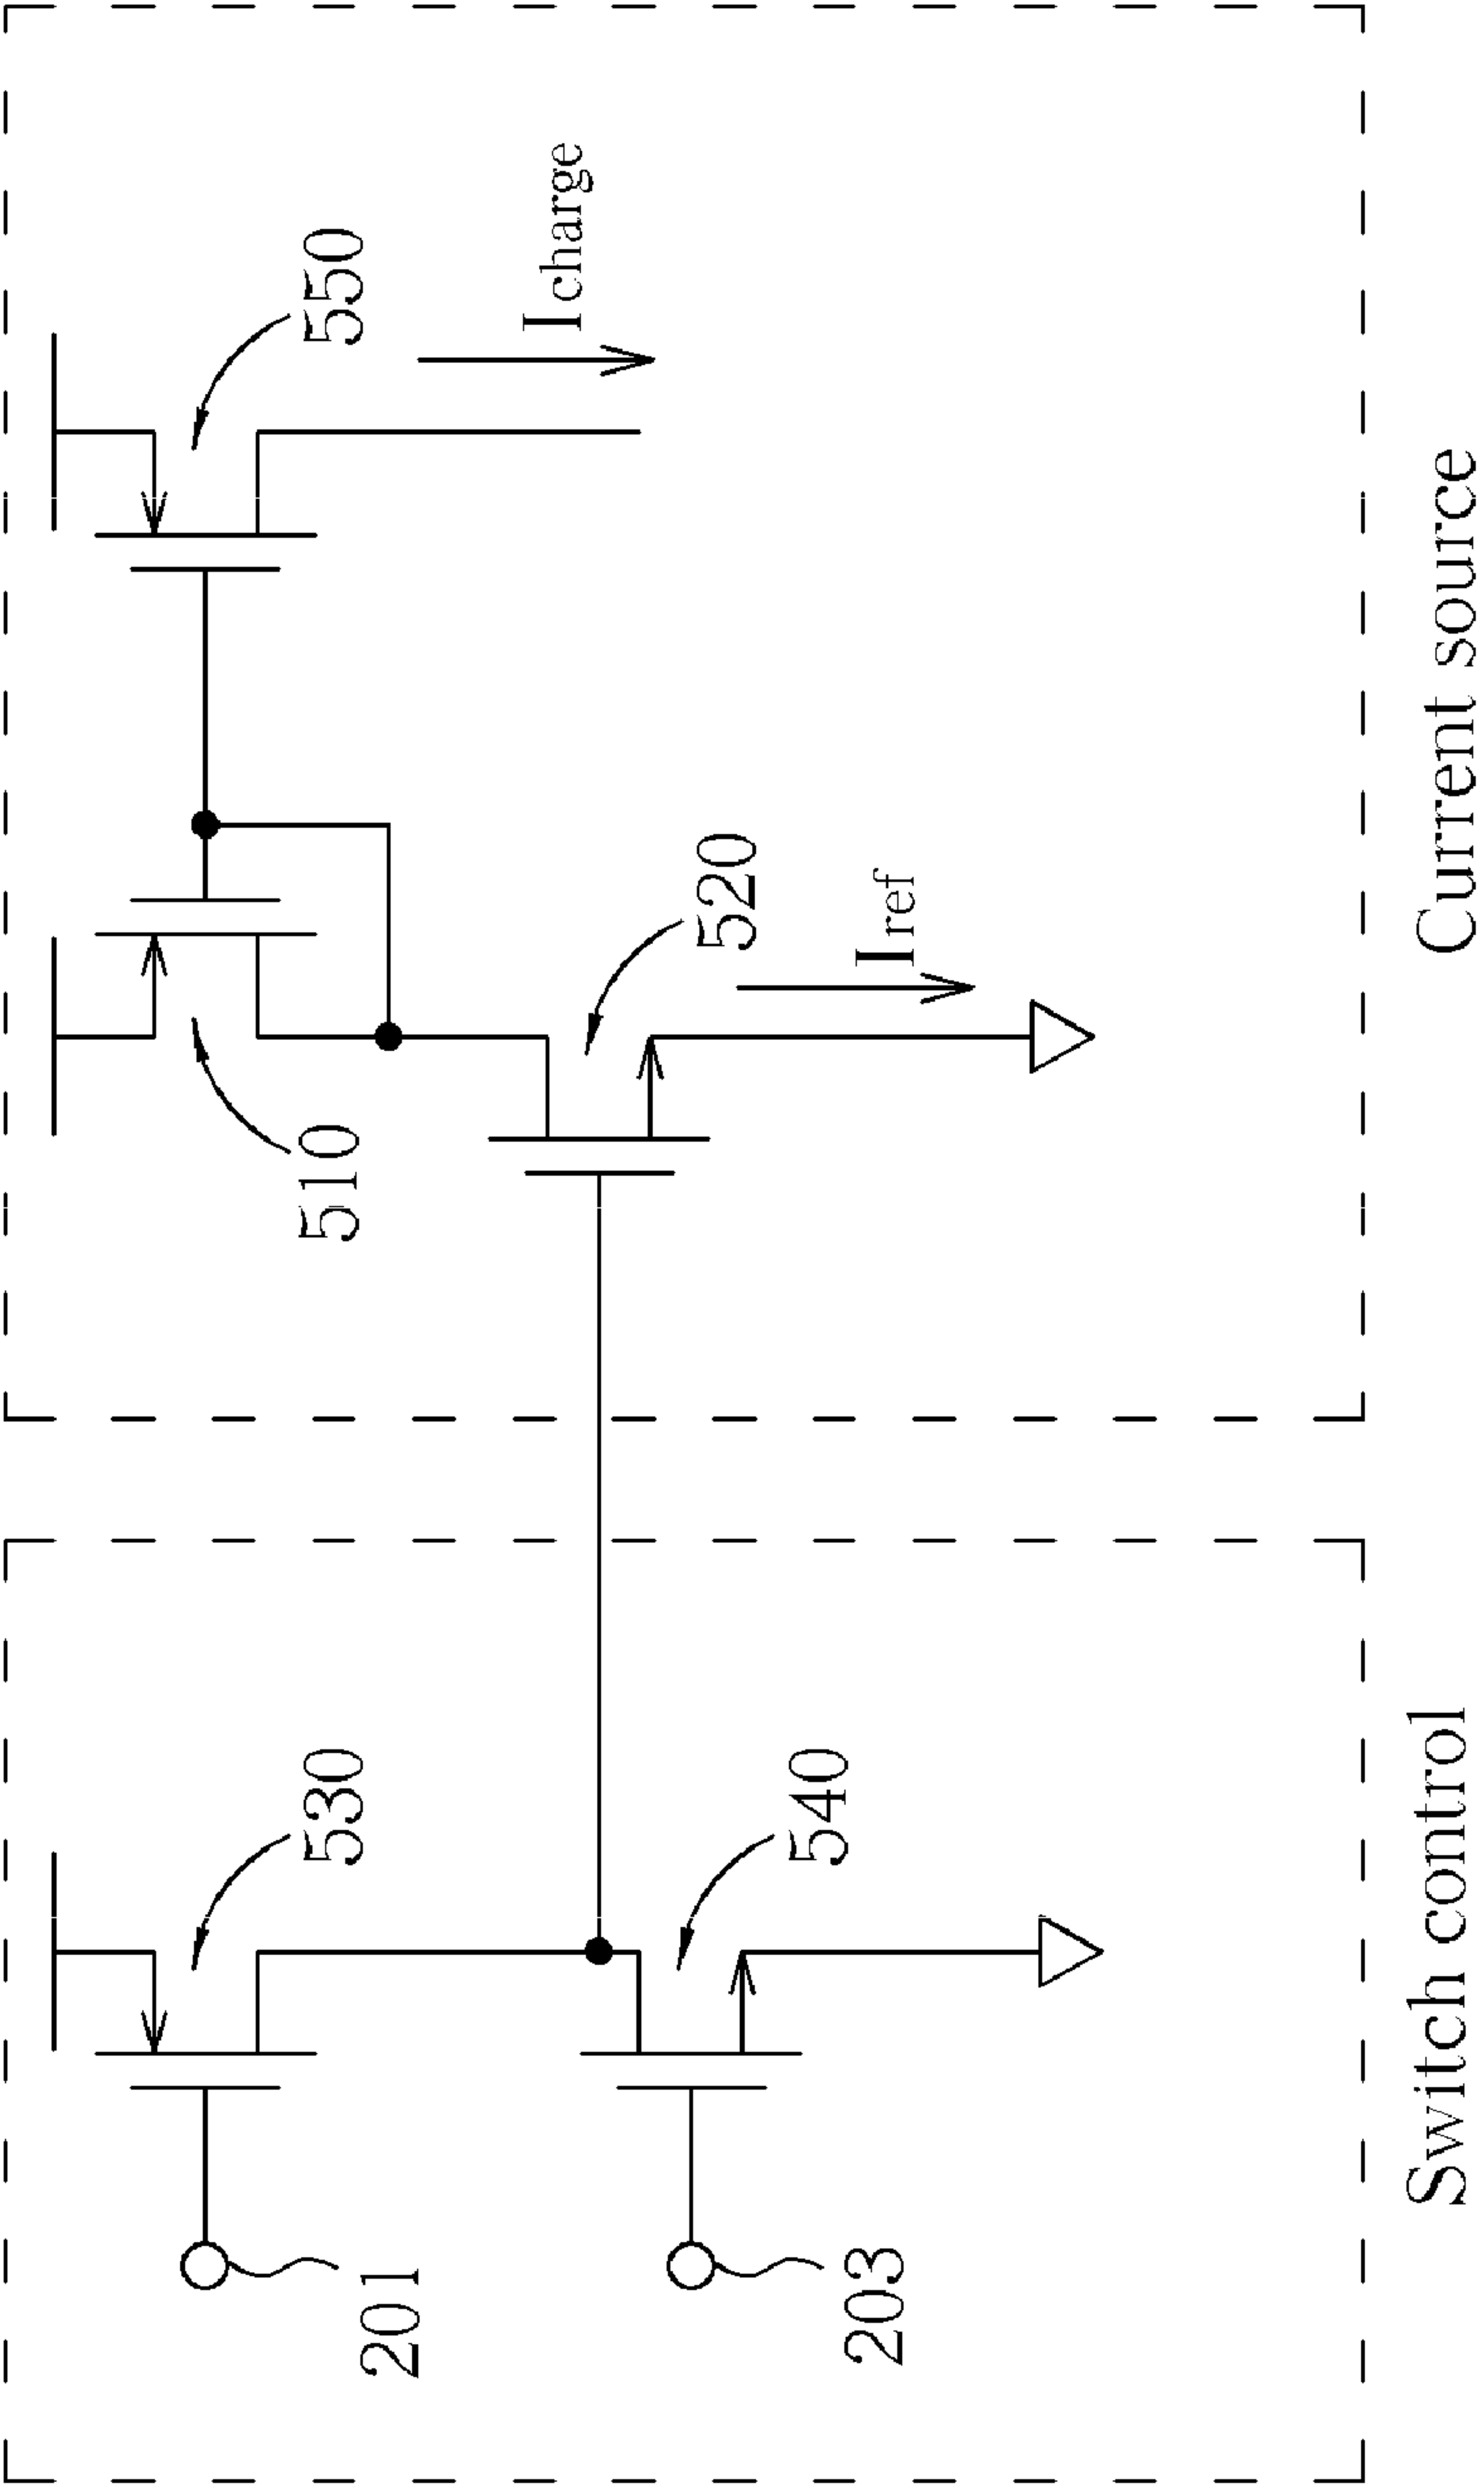 530
510
550
201
540
520
Icharge
203
Iref
Switch control
Current source